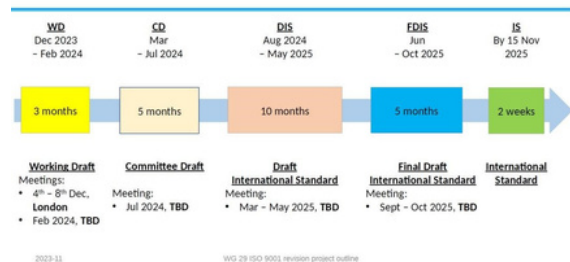 WD
Dec 2023
– Feb 2024
CD
Mar
– Jul 2024
DIS
Aug 2024
– May 2025
FDIS
Jun
– Oct 2025
IS
By 15 Nov
2025
3 months
5 months
10 months
5 months
2 weeks
Working Draft
Meetings:
• 4th – 8th Dec,
London
• Feb 2024, TBD
Committee Draft
Meeting:
• Jul 2024, TBD
Draft
International Standard
Meeting:
• Mar – May 2025, TBD
Final Draft
International Standard
Meeting:
• Sept – Oct 2025, TBD
International
Standard
2023-11
WG 29 ISO 9001 revision project outline